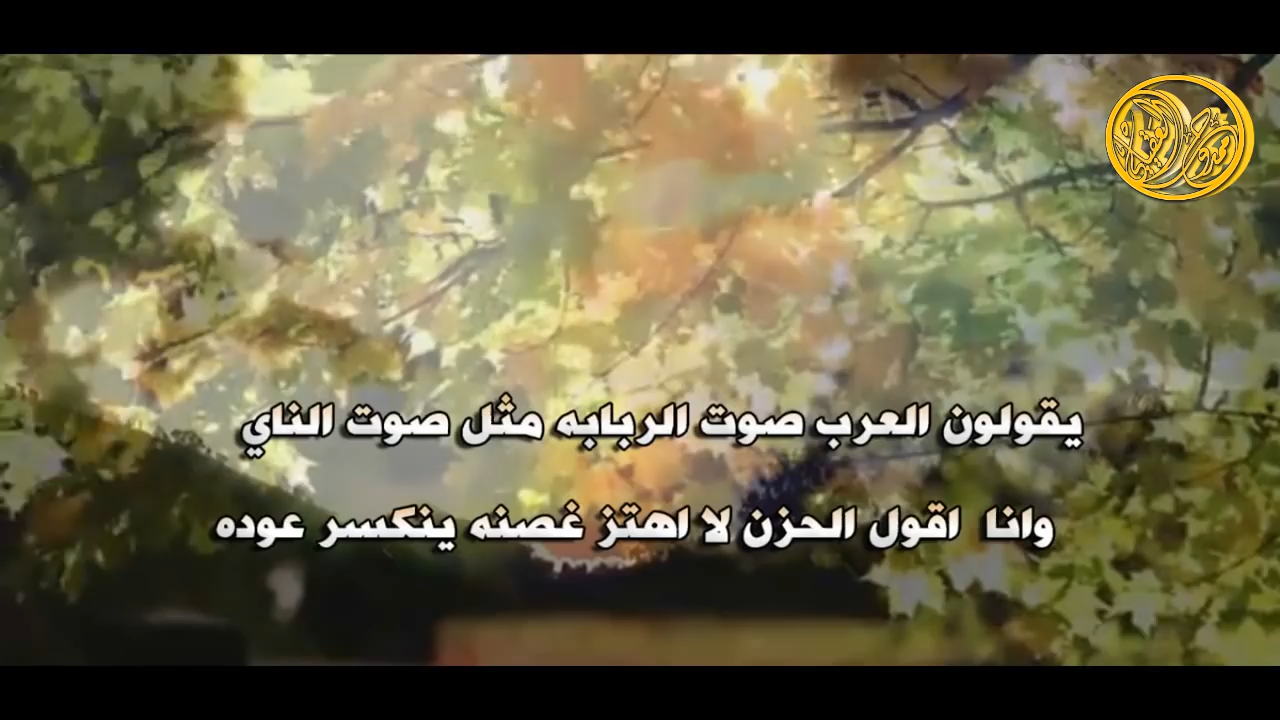 يقولون العرب صوت الربابه مثل صوت الناي
وانا اقول الحزن لا اهتز غصنه ينكسر عوده